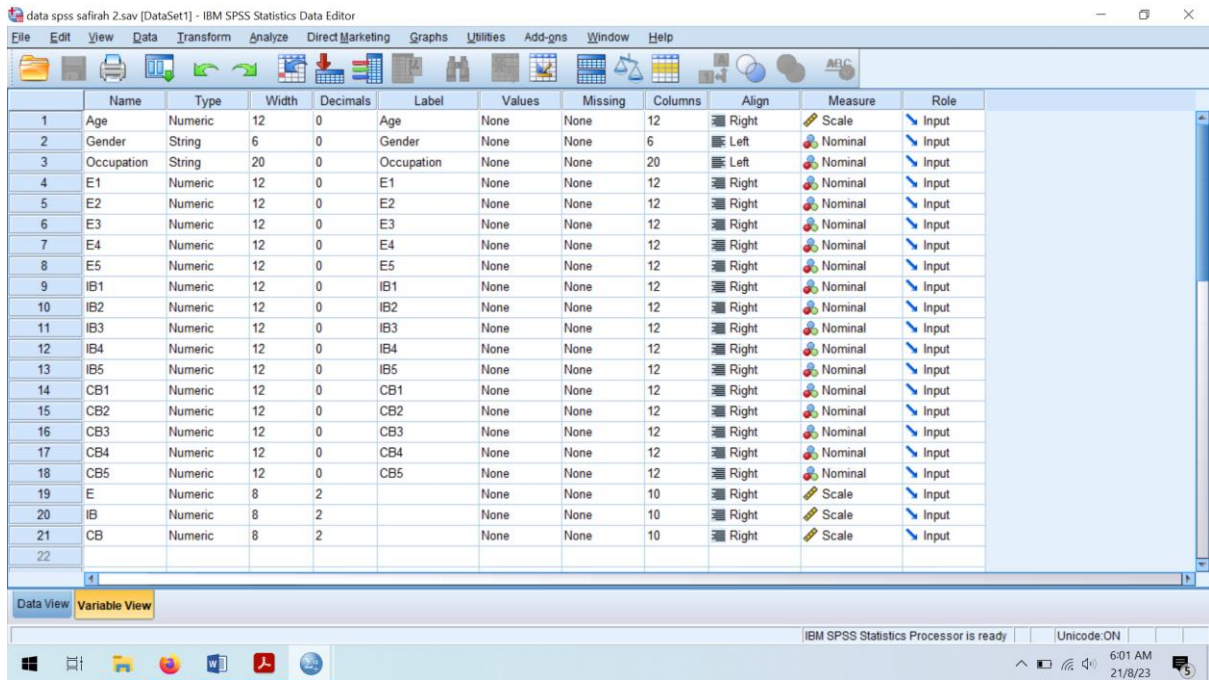 data spss safirah 2.sav [DataSet1] - IBM SPSS Statistics Data Editor
File Edit View Data Transform Analyze Direct Marketing Graphs Utilities Add-ons Window Help
Name Type Width Decimals Label Values Missing Columns Align Measure Role
1 Age Numeric 12 0 Age None None 12 Right Scale Input
2 Gender String 6 0 Gender None None 6 Left Nominal Input
3 Occupation String 20 0 Occupation None None 20 Left Nominal Input
4 E1 Numeric 12 0 E1 None None 12 Right Nominal Input
5 E2 Numeric 12 0 E2 None None 12 Right Nominal Input
6 E3 Numeric 12 0 E3 None None 12 Right Nominal Input
7 E4 Numeric 12 0 E4 None None 12 Right Nominal Input
8 E5 Numeric 12 0 E5 None None 12 Right Nominal Input
9 IB1 Numeric 12 0 IB1 None None 12 Right Nominal Input
10 IB2 Numeric 12 0 IB2 None None 12 Right Nominal Input
11 IB3 Numeric 12 0 IB3 None None 12 Right Nominal Input
12 IB4 Numeric 12 0 IB4 None None 12 Right Nominal Input
13 IB5 Numeric 12 0 IB5 None None 12 Right Nominal Input
14 CB1 Numeric 12 0 CB1 None None 12 Right Nominal Input
15 CB2 Numeric 12 0 CB2 None None 12 Right Nominal Input
16 CB3 Numeric 12 0 CB3 None None 12 Right Nominal Input
17 CB4 Numeric 12 0 CB4 None None 12 Right Nominal Input
18 CB5 Numeric 12 0 CB5 None None 12 Right Nominal Input
19 E Numeric 8 2 None None 10 Right Scale Input
20 IB Numeric 8 2 None None 10 Right Scale Input
21 CB Numeric 8 2 None None 10 Right Scale Input
22
Data View Variable View
IBM SPSS Statistics Processor is ready Unicode:ON
6:01 AM
21/8/23
5